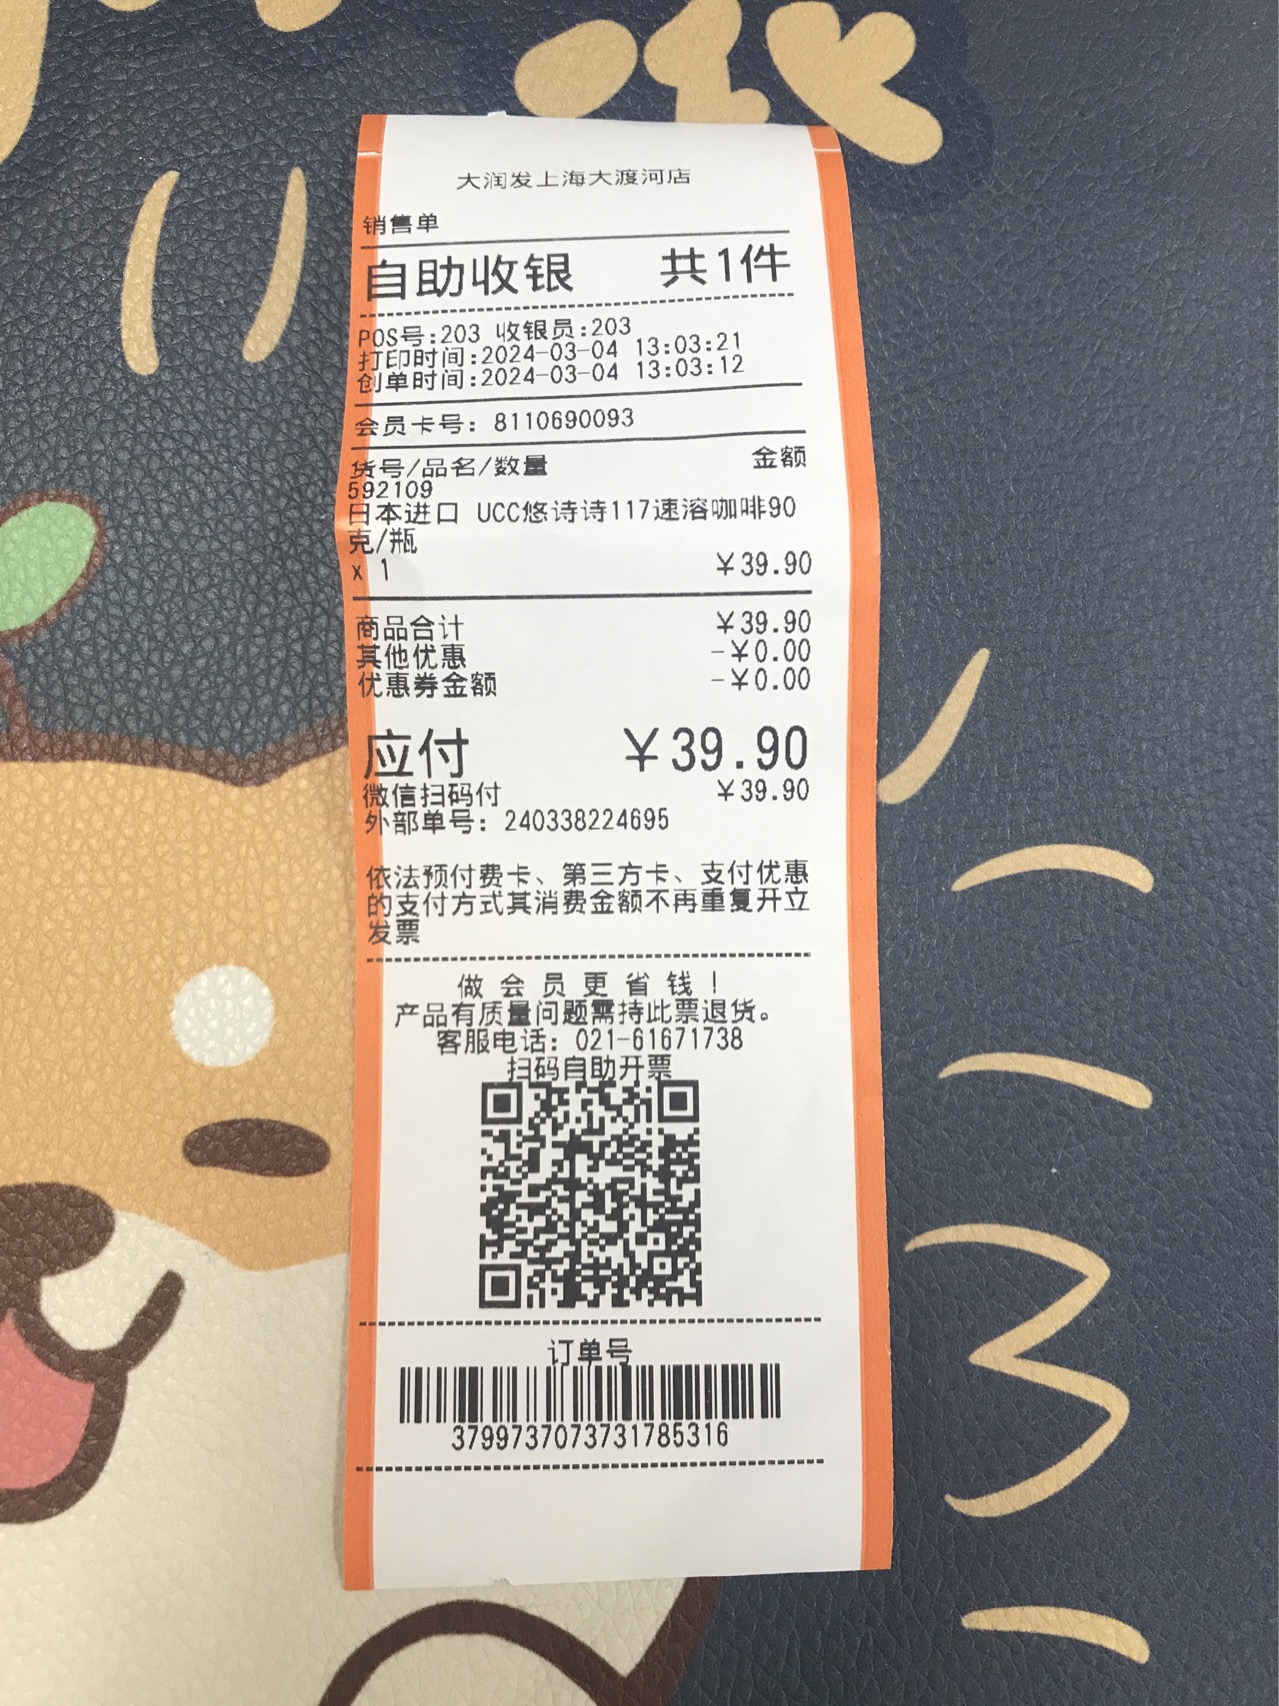 大润发上海大渡河店
销售单
自助收银 共1件
POS号:203 收银员:203
打印时间:2024-03-04 13:03:21
创单时间:2024-03-04 13:03:12
会员卡号: 8110690093
货号/品名/数量 金额
592109
日本进口 UCC悠诗诗117速溶咖啡90
克/瓶
x 1 ¥39.90
商品合计 ¥39.90
其他优惠 -¥0.00
优惠券金额 -¥0.00
应付 ¥39.90
微信扫码付 ¥39.90
外部单号: 240338224695
依法预付费卡、第三方卡、支付优惠
的支付方式其消费金额不再重复开立
发票
做会员更省钱!
产品有质量问题需持此票退货。
客服电话: 021-61671738
扫码自助开票
订单号
3799737073731785316